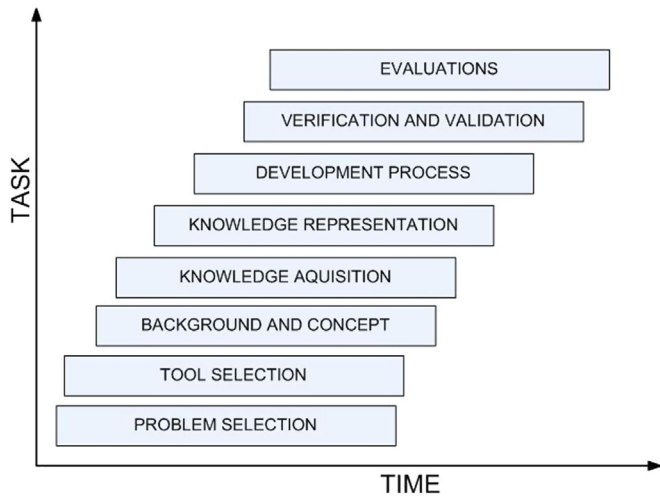 EVALUATIONS
VERIFICATION AND VALIDATION
DEVELOPMENT PROCESS
TASK
KNOWLEDGE REPRESENTATION
KNOWLEDGE AQUISITION
BACKGROUND AND CONCEPT
TOOL SELECTION
PROBLEM SELECTION
TIME